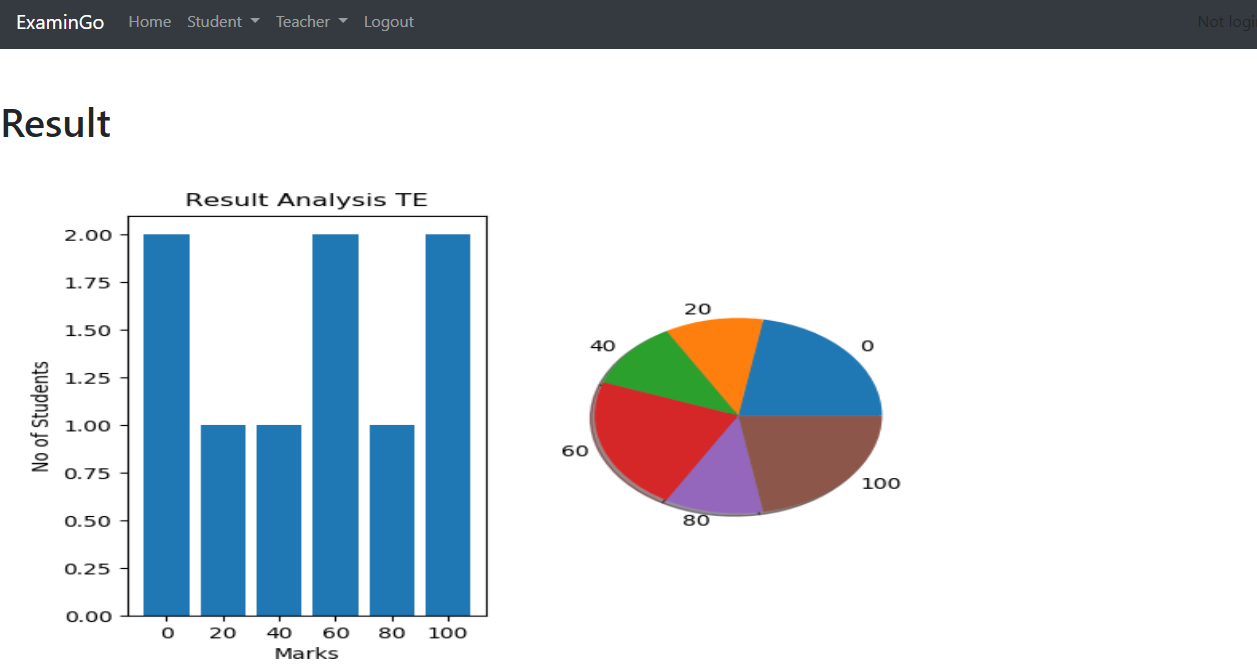 ExaminGo Home Student Teacher Logout Not
Result
Result Analysis TE
2.00
1.75
1.50
1.25
1.00
0.75
0.50
0.25
0.00
No of Students
0 20 40 60 80 100
Marks
20
40
0
60
100
80